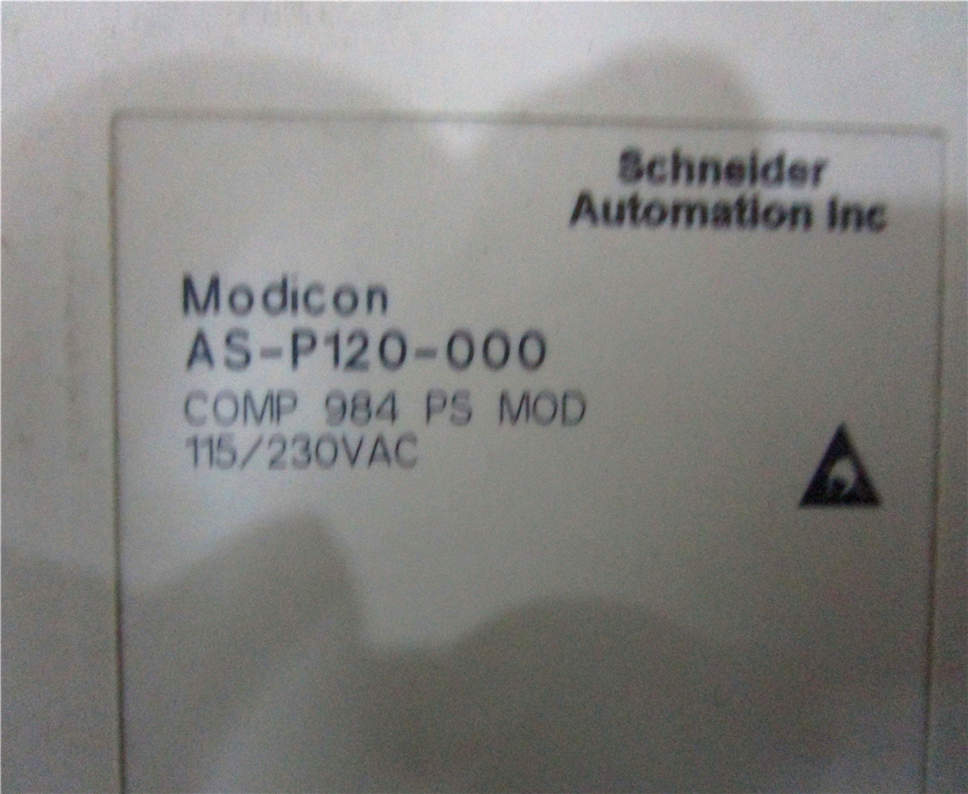 Schneider
Automation Inc
Modicon
AS-P120-000
COMP 984 PS MOD
115/230VAC